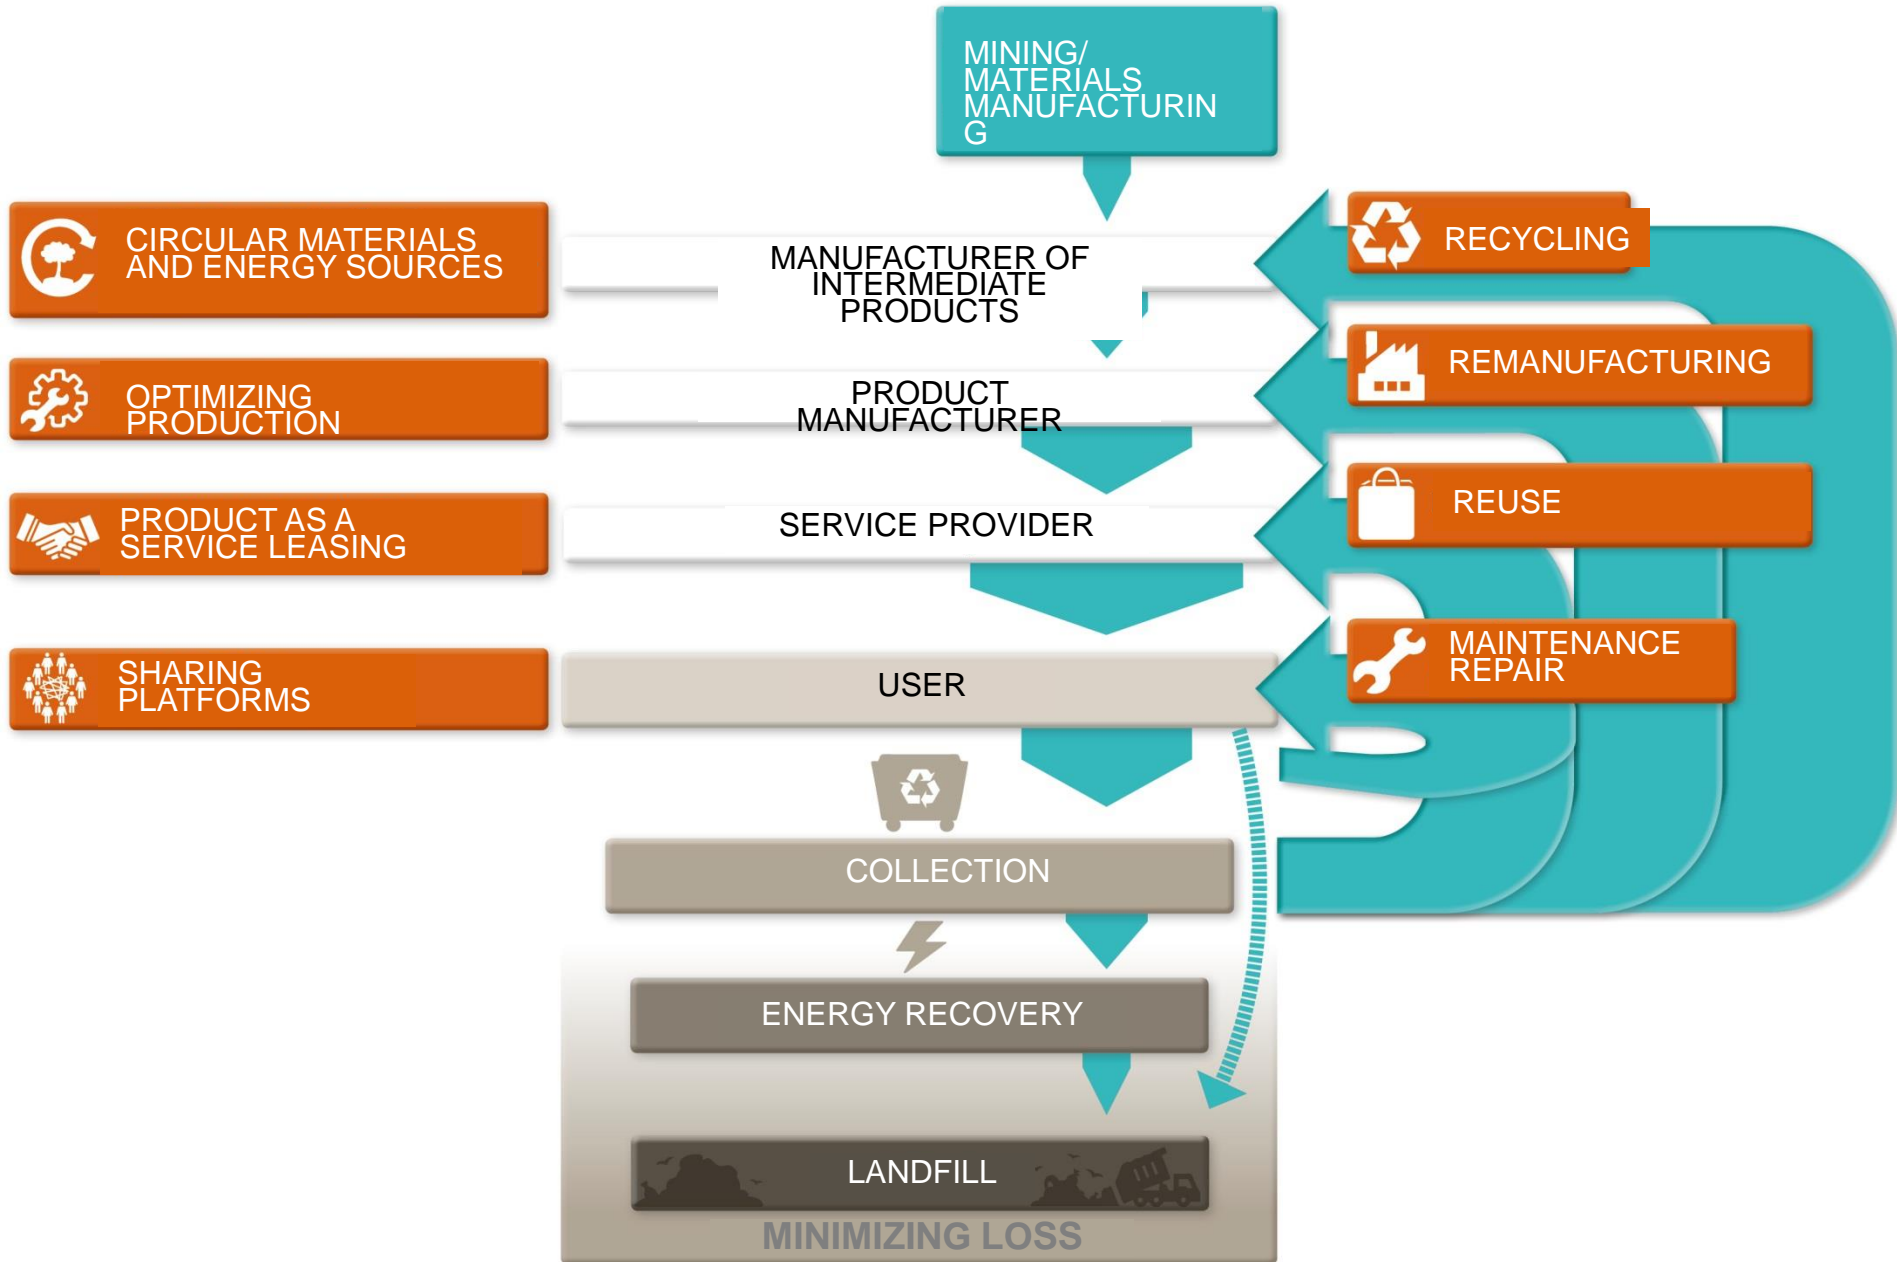 MINING/
MATERIALS
MANUFACTURIN
G
CIRCULAR MATERIALS
AND ENERGY SOURCES
MANUFACTURER OF
INTERMEDIATE
PRODUCTS
RECYCLING
OPTIMIZING
PRODUCTION
PRODUCT
MANUFACTURER
REMANUFACTURING
PRODUCT AS A
SERVICE LEASING
SERVICE PROVIDER
REUSE
SHARING
PLATFORMS
USER
MAINTENANCE
REPAIR
COLLECTION
ENERGY RECOVERY
LANDFILL
MINIMIZING LOSS